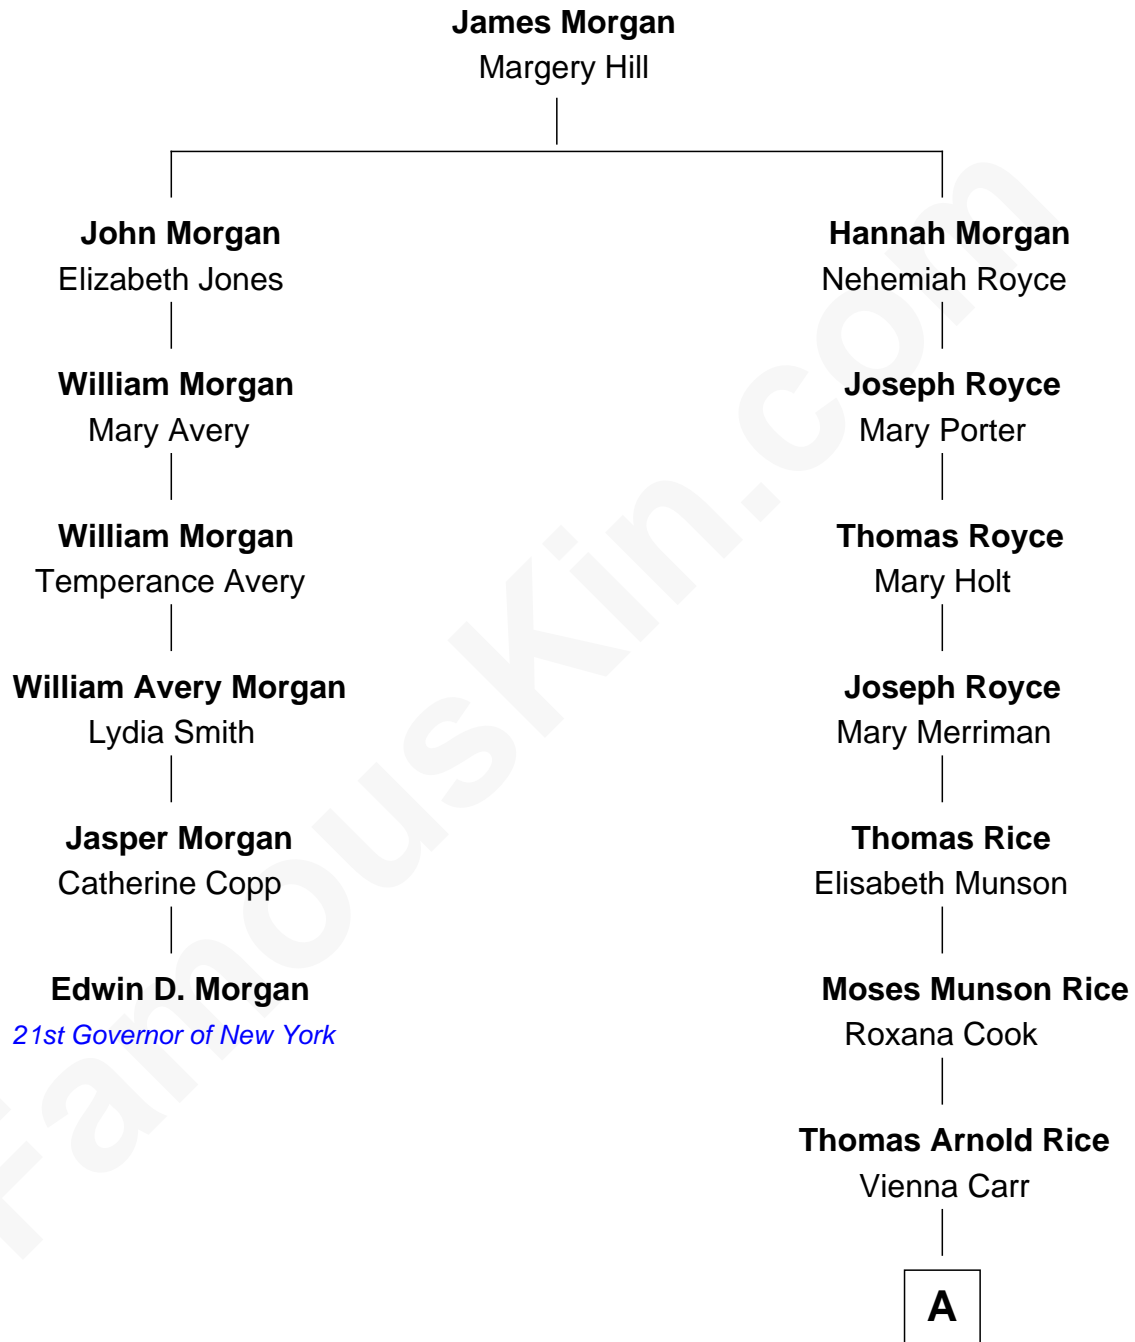 James Morgan
Margery Hill
John Morgan
Elizabeth Jones
Hannah Morgan
Nehemiah Royce
William Morgan
Mary Avery
Joseph Royce
Mary Porter
William Morgan
Temperance Avery
Thomas Royce
Mary Holt
William Avery Morgan
Lydia Smith
Joseph Royce
Mary Merriman
Jasper Morgan
Catherine Copp
Thomas Rice
Elisabeth Munson
Edwin D. Morgan
21st Governor of New York
Moses Munson Rice
Roxana Cook
Thomas Arnold Rice
Vienna Carr
A
FamousKin.com